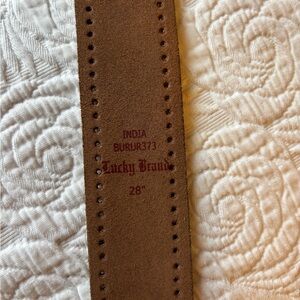 INDIA
BURUR373
Lucky Brand
28"